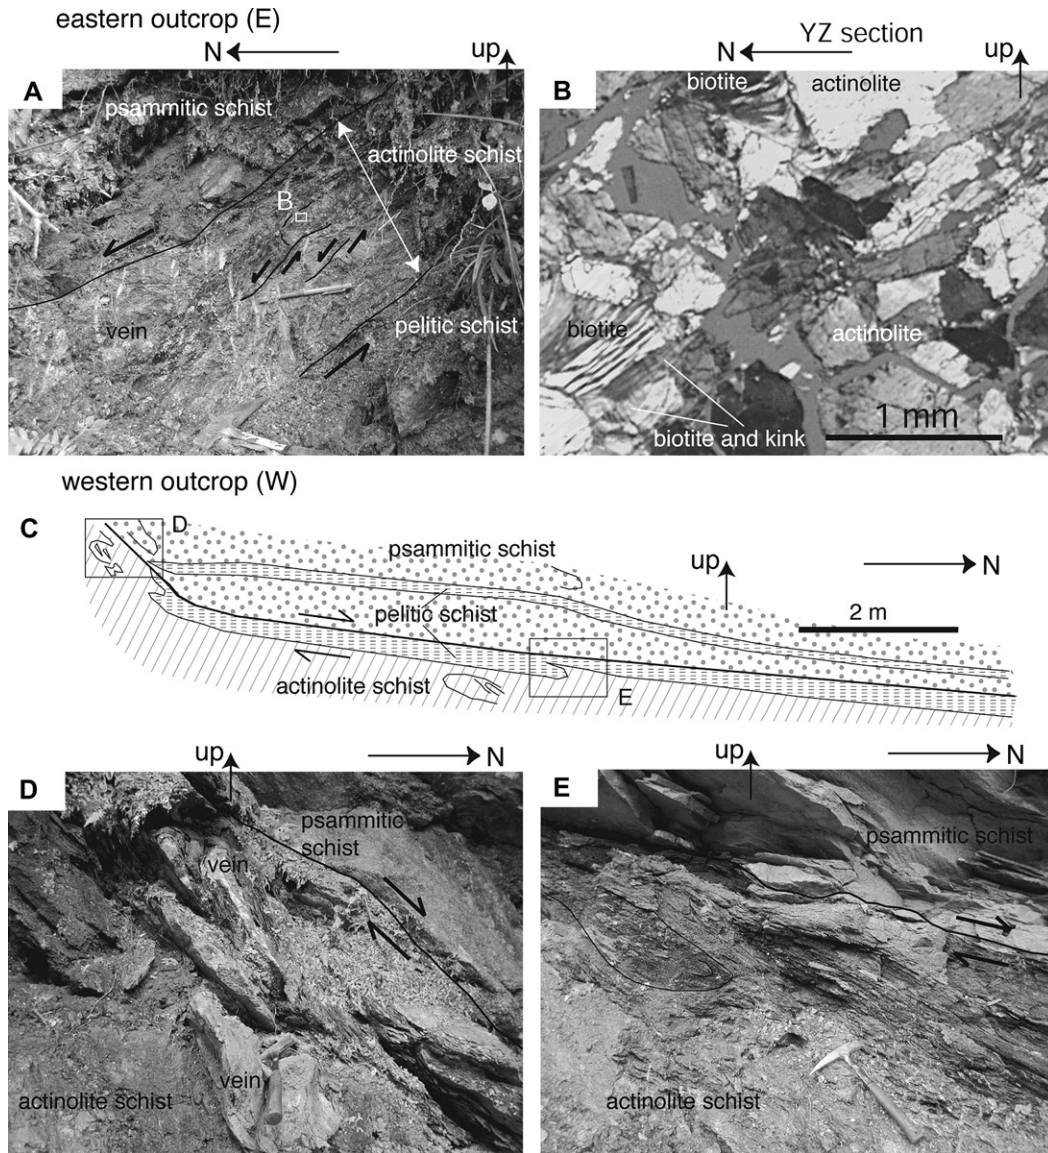 eastern outcrop (E)
N
up
YZ section
N
up
A
psammitic schist
actinolite schist
B
pelitic schist
vein
B
biotite
actinolite
biotite
actinolite
biotite and kink
1 mm
western outcrop (W)
C
D
psammitic schist
up
N
pelitic schist
2 m
actinolite schist
E
up
N
up
N
D
psammitic
schist
vein
vein
actinolite schist
E
psammitic schist
actinolite schist